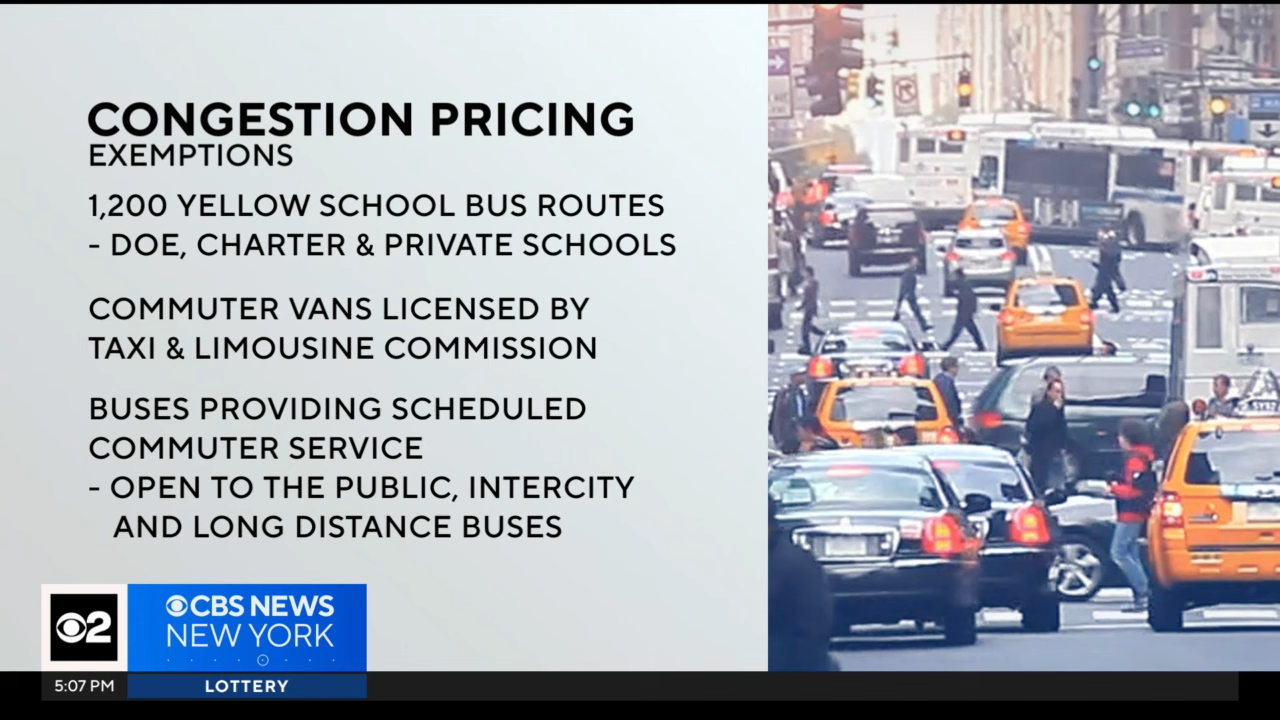 CONGESTION PRICING
EXEMPTIONS
1,200 YELLOW SCHOOL BUS ROUTES
- DOE, CHARTER & PRIVATE SCHOOLS
COMMUTER VANS LICENSED BY
TAXI & LIMOUSINE COMMISSION
BUSES PROVIDING SCHEDULED
COMMUTER SERVICE
- OPEN TO THE PUBLIC, INTERCITY
AND LONG DISTANCE BUSES
2
CBS NEWS
NEW YORK
5:07 PM
LOTTERY